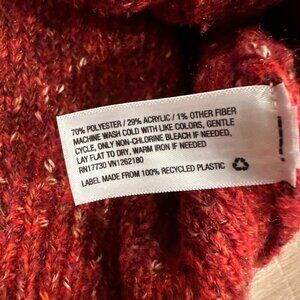 70% POLYESTER / 29% ACRYLIC / 1% OTHER FIBER
MACHINE WASH COLD WITH LIKE COLORS, GENTLE
CYCLE, ONLY NON-CHLORINE BLEACH IF NEEDED,
LAY FLAT TO DRY, WARM IRON IF NEEDED
RN17730 VN1262180
LABEL MADE FROM 100% RECYCLED PLASTIC